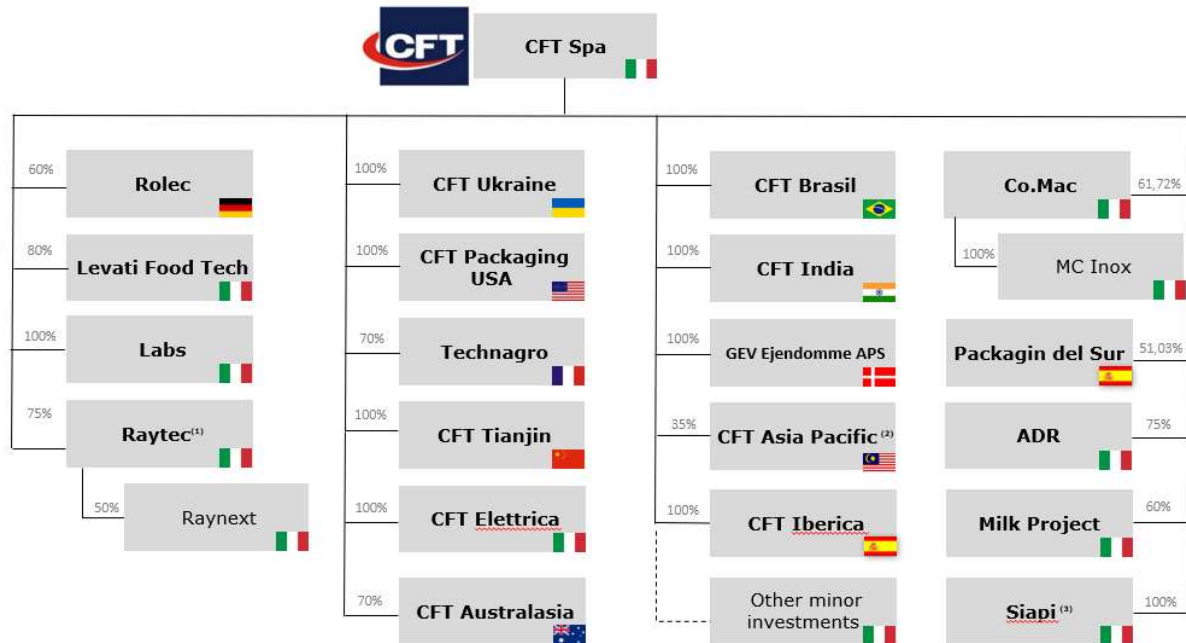 CFT
CFT Spa
60%
Rolec
80%
Levati Food Tech
100%
Labs
75%
Raytec (1)
50%
Raynext
100%
CFT Ukraine
100%
CFT Packaging
USA
70%
Technagro
100%
CFT Tianjin
100%
CFT Elettrica
70%
CFT Australasia
100%
CFT Brasil
100%
CFT India
100%
GEV Ejendomme APS
35%
CFT Asia Pacific (2)
100%
CFT Iberica
Other minor
investments
Co.Mac
61,72%
100%
MC Inox
Packagin del Sur
51,03%
ADR
75%
Milk Project
60%
Siapi (3)
100%